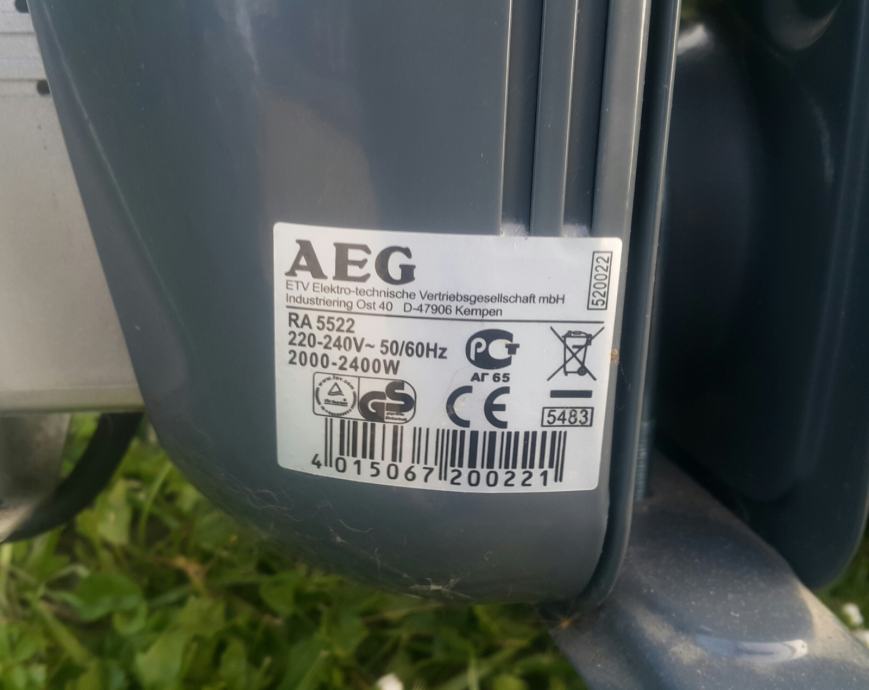 AEG
ETV Elektro-technische Vertriebsgesellschaft mbH
Industriering Ost 40 D-47906 Kempen
520022
RA 5522
220-240V~ 50/60Hz
2000-2400W
АГ 65
GS
CE
5483
4 015067 200221